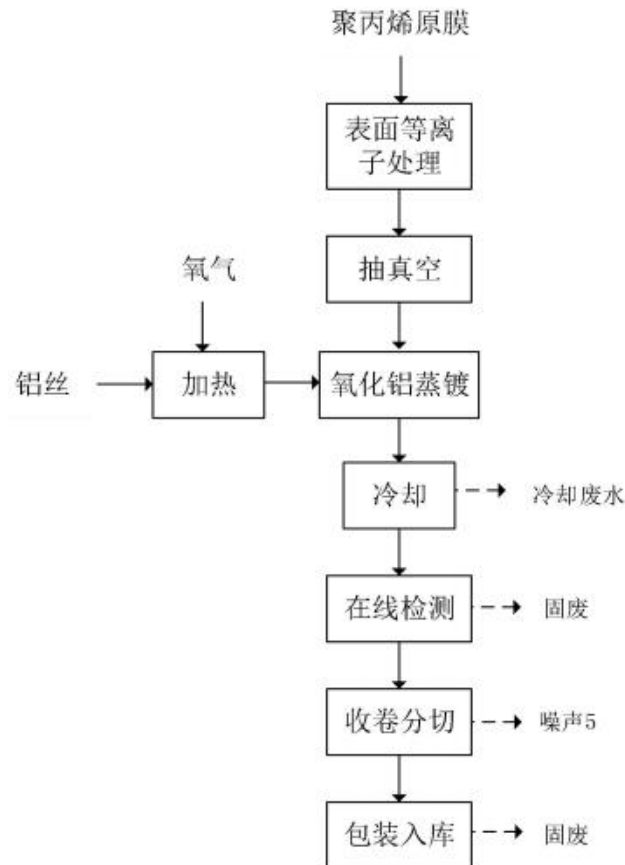 聚丙烯原膜
表面等离
子处理
抽真空
氧气
铝丝
加热
氧化铝蒸镀
冷却
冷却废水
在线检测
固废
收卷分切
噪声5
包装入库
固废